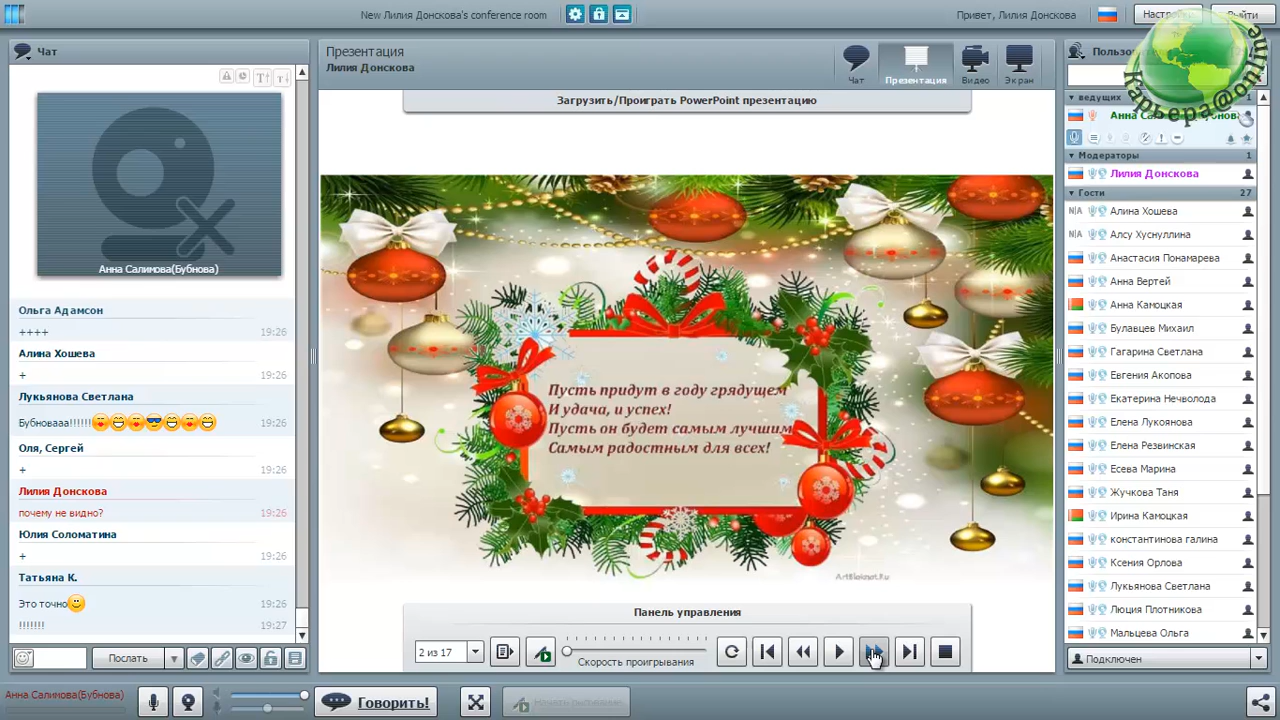 New Лилия Донскова's conference room
Привет, Лилия Донскова
Настройки
Выйти
Карьера@online
Чат
Анна Салимова(Бубнова)
Ольга Адамсон
++++ 19:26
Алина Хошева
+ 19:26
Лукьянова Светлана
Бубноваaa!!!!!! 19:26
Оля, Сергей
+ 19:26
Лилия Донскова
почему не видно? 19:26
Юлия Соломатина
+ 19:26
Татьяна К.
Это точно 19:26
!!!!!!! 19:27
Послать
Презентация
Лилия Донскова
Чат
Презентация
Видео
Экран
Загрузить/Проиграть PowerPoint презентацию
Пусть придут в году грядущем
И удача, и успех!
Пусть он будет самым лучшим
Самым радостным для всех!
ArtBloknot.Ru
Панель управления
2 из 17
Скорость проигрывания
ведущих 1
Модераторы 1
Лилия Донскова
Гости 27
N|A Алина Хошева
N|A Алсу Хуснуллина
Анастасия Понамарева
Анна Вертей
Анна Камоцкая
Булавцев Михаил
Гагарина Светлана
Евгения Акопова
Екатерина Нечволода
Елена Лукоянова
Елена Резвинская
Есева Марина
Жучкова Таня
Ирина Камоцкая
константинова галина
Ксения Орлова
Лукьянова Светлана
Люция Плотникова
Мальцева Ольга
Подключен
Анна Салимова(Бубнова)
Говорить!